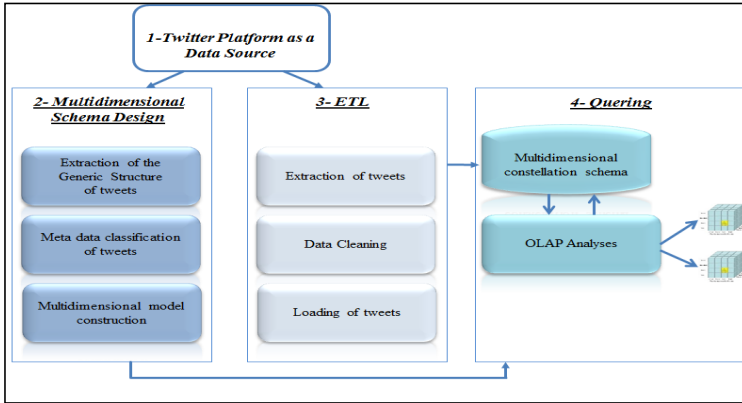 1-Twitter Platform as a
Data Source
2- Multidimensional
Schema Design
Extraction of the
Generic Structure
of tweets
Meta data classification
of tweets
Multidimensional model
construction
3- ETL
Extraction of tweets
Data Cleaning
Loading of tweets
4- Quering
Multidimensional
constellation schema
OLAP Analyses